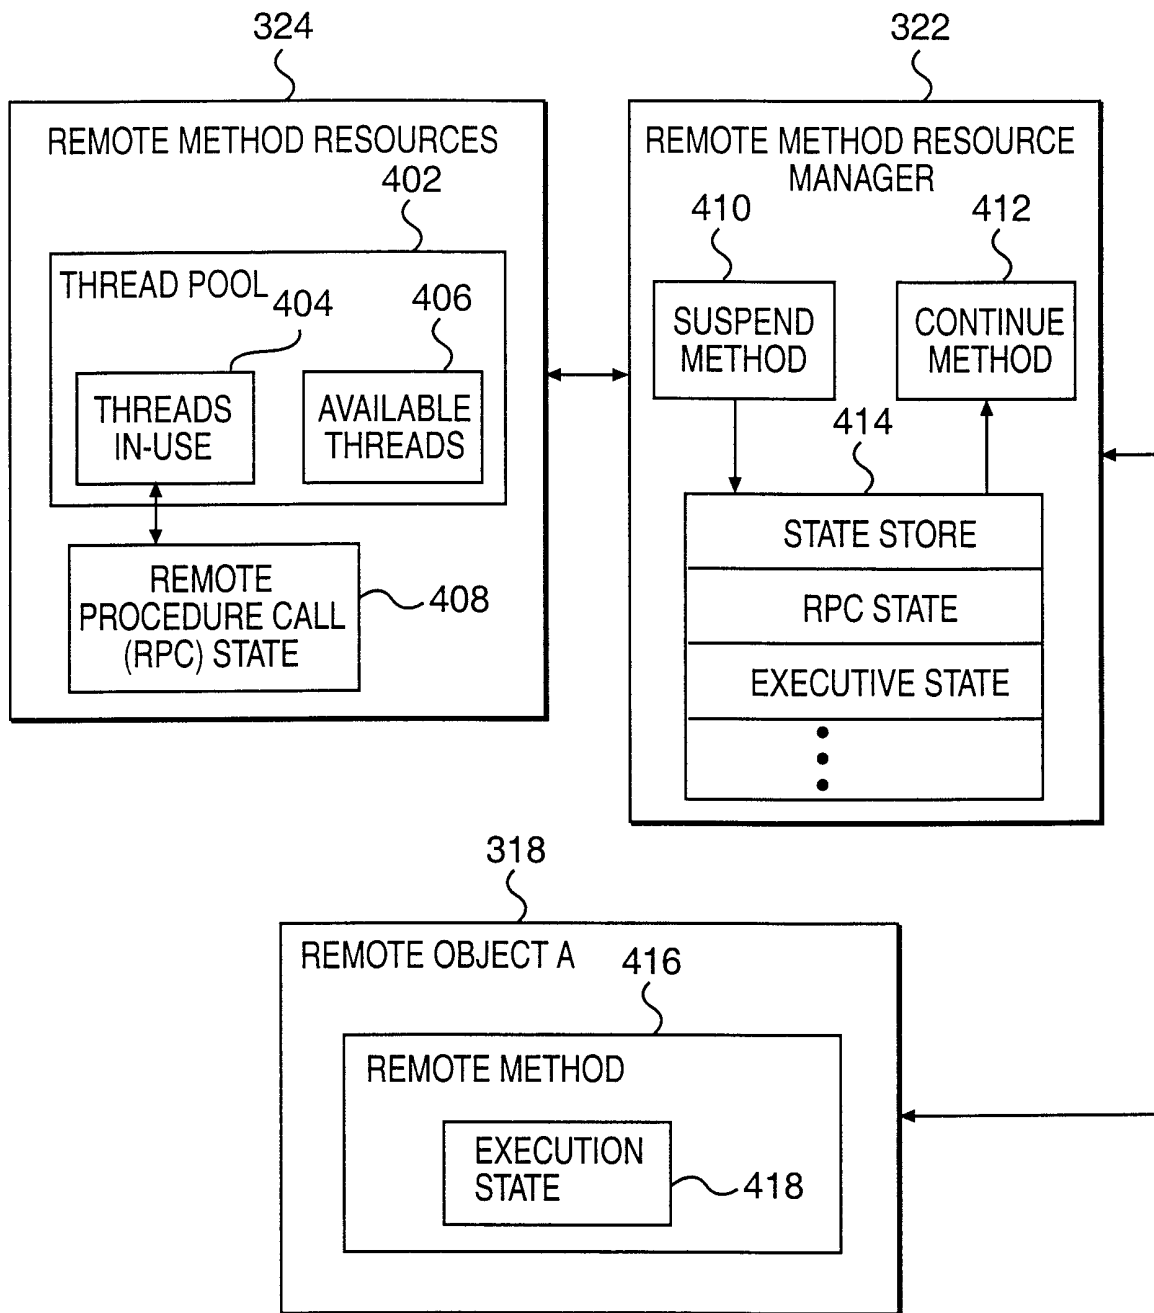 324
322
REMOTE METHOD RESOURCES
402
THREAD POOL
404
406
THREADS
IN-USE
AVAILABLE
THREADS
REMOTE
PROCEDURE CALL
(RPC) STATE
408
REMOTE METHOD RESOURCE
MANAGER
410
412
SUSPEND
METHOD
CONTINUE
METHOD
414
STATE STORE
RPC STATE
EXECUTIVE STATE
318
REMOTE OBJECT A
416
REMOTE METHOD
EXECUTION
STATE
418